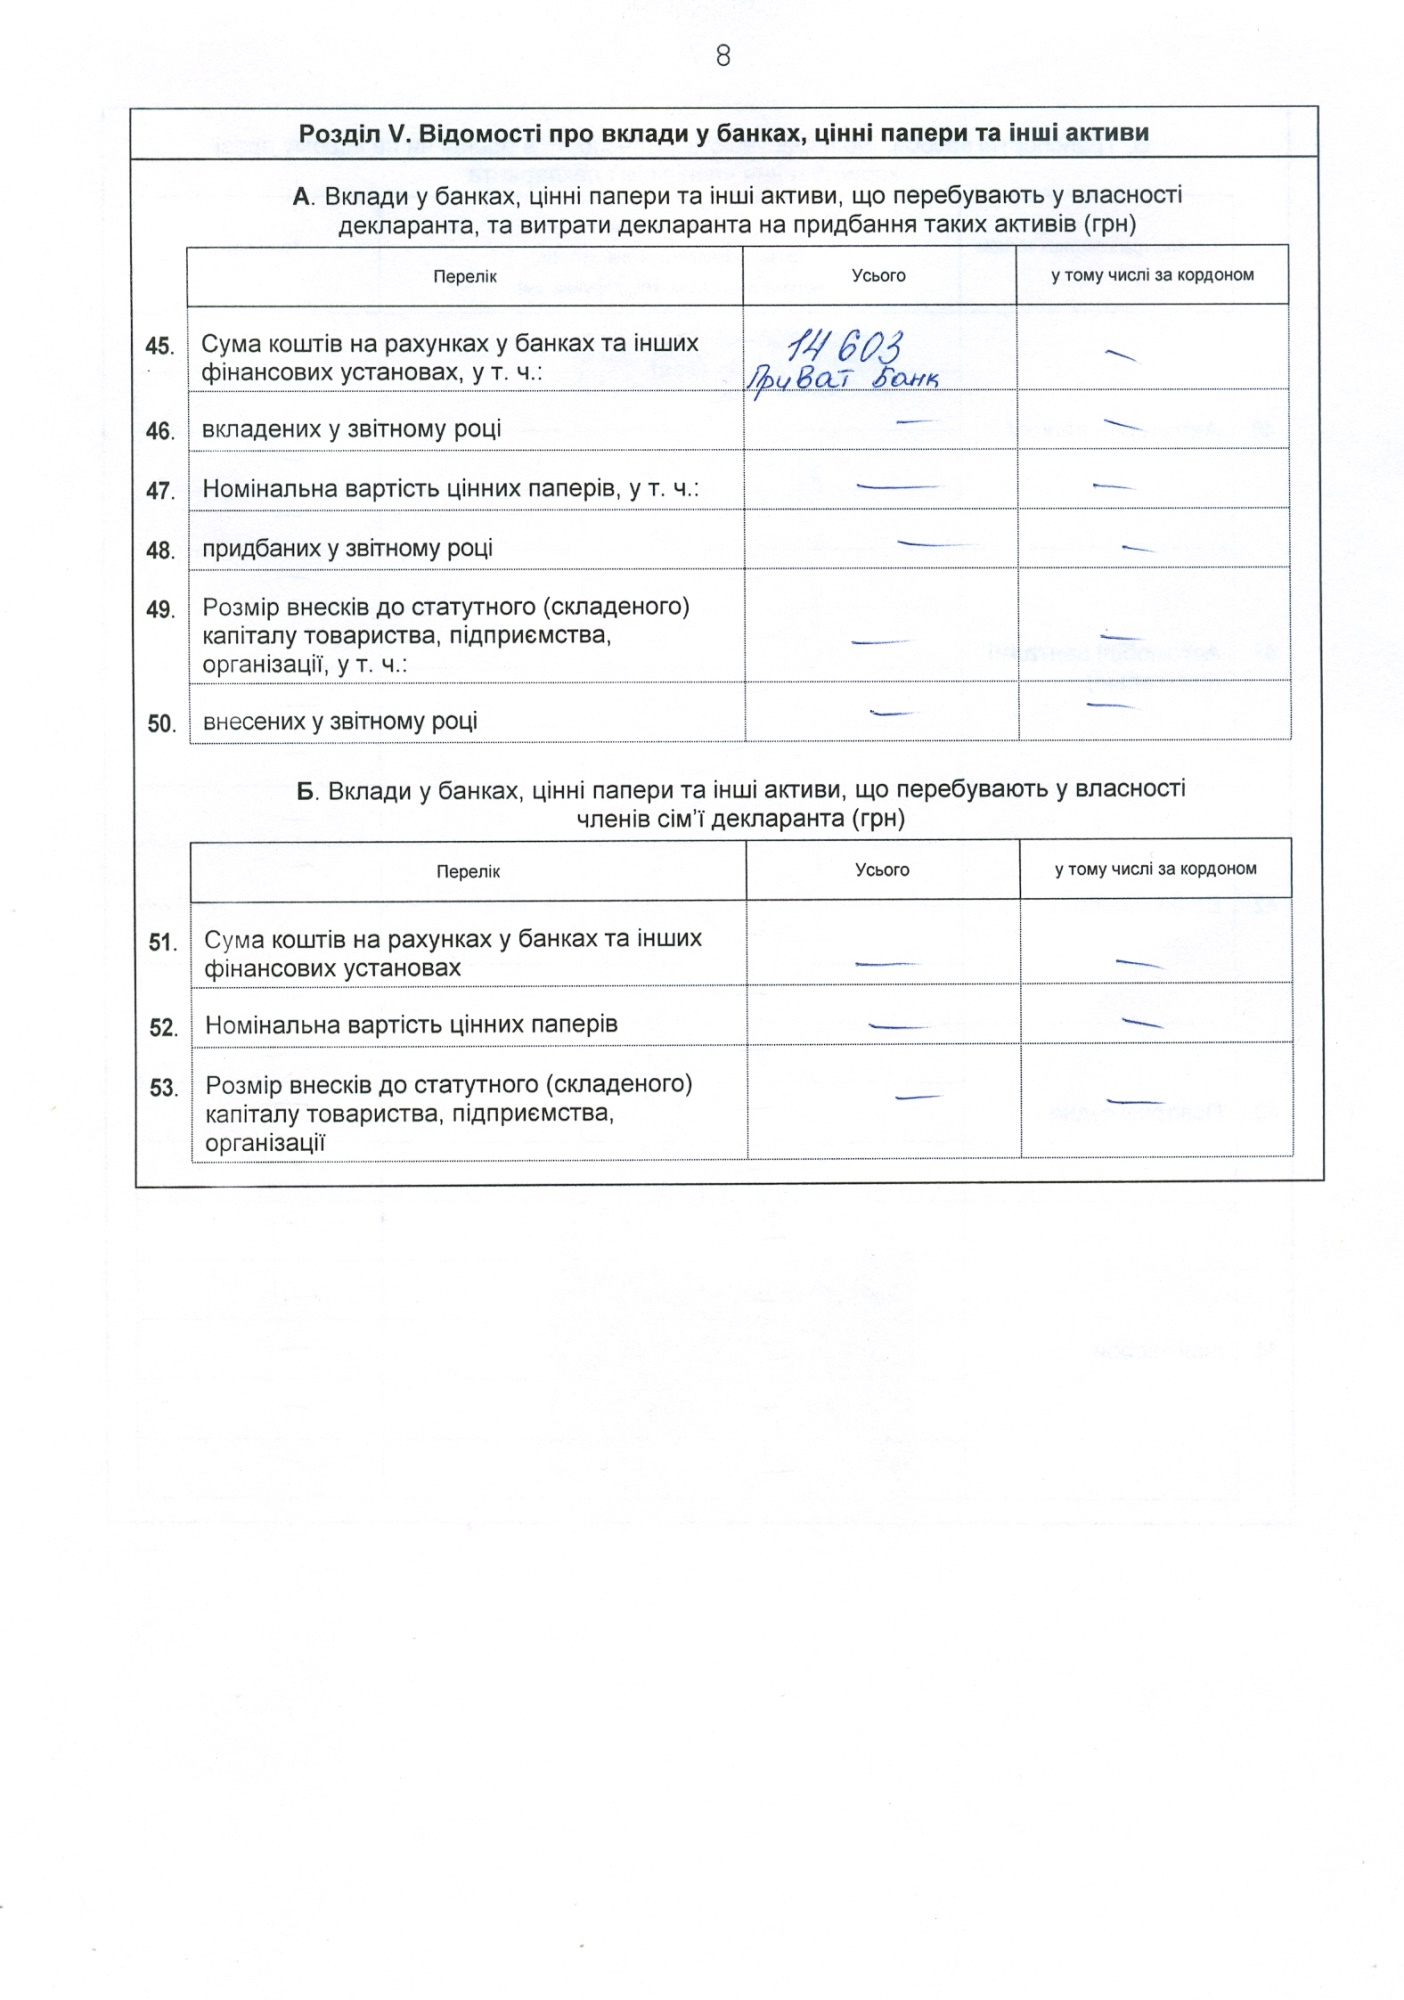 8
Розділ V. Відомості про вклади у банках, цінні папери та інші активи
А. Вклади у банках, цінні папери та інші активи, що перебувають у власності
декларанта, та витрати декларанта на придбання таких активів (грн)
Перелік Усього у тому числі за кордоном
45. Сума коштів на рахунках у банках та інших 14 603 —
фінансових установах, у т. ч.: Приват Банк
46. вкладених у звітному році — —
47. Номінальна вартість цінних паперів, у т. ч.: — —
48. придбаних у звітному році — —
49. Розмір внесків до статутного (складеного)
капіталу товариства, підприємства, — —
організації, у т. ч.:
50. внесених у звітному році — —
Б. Вклади у банках, цінні папери та інші активи, що перебувають у власності
членів сім’ї декларанта (грн)
Перелік Усього у тому числі за кордоном
51. Сума коштів на рахунках у банках та інших
фінансових установах — —
52. Номінальна вартість цінних паперів — —
53. Розмір внесків до статутного (складеного) — —
капіталу товариства, підприємства,
організації